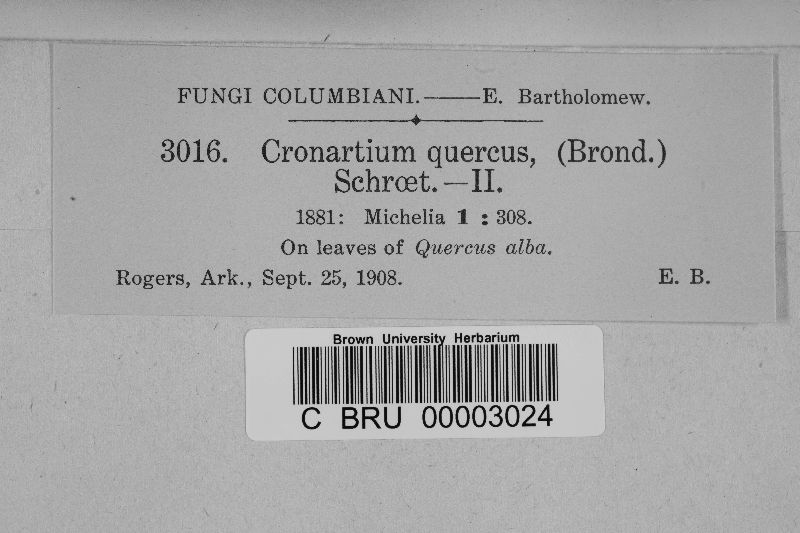 FUNGI COLUMBIANI.——E. Bartholomew.
3016. Cronartium quercus, (Brond.)
Schrœt.—II.
1881: Michelia 1 : 308.
On leaves of Quercus alba.
Rogers, Ark., Sept. 25, 1908. E. B.
Brown University Herbarium
C BRU 00003024